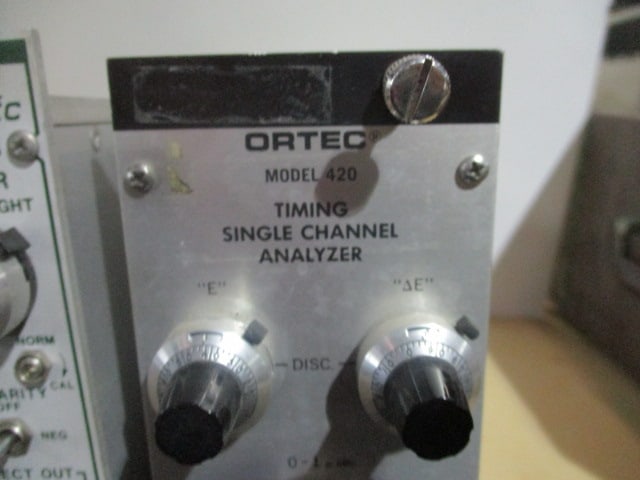 ORTEC®
MODEL 420
TIMING
SINGLE CHANNEL
ANALYZER
"E" "ΔE"
DISC.
NORM
CAL
NEG